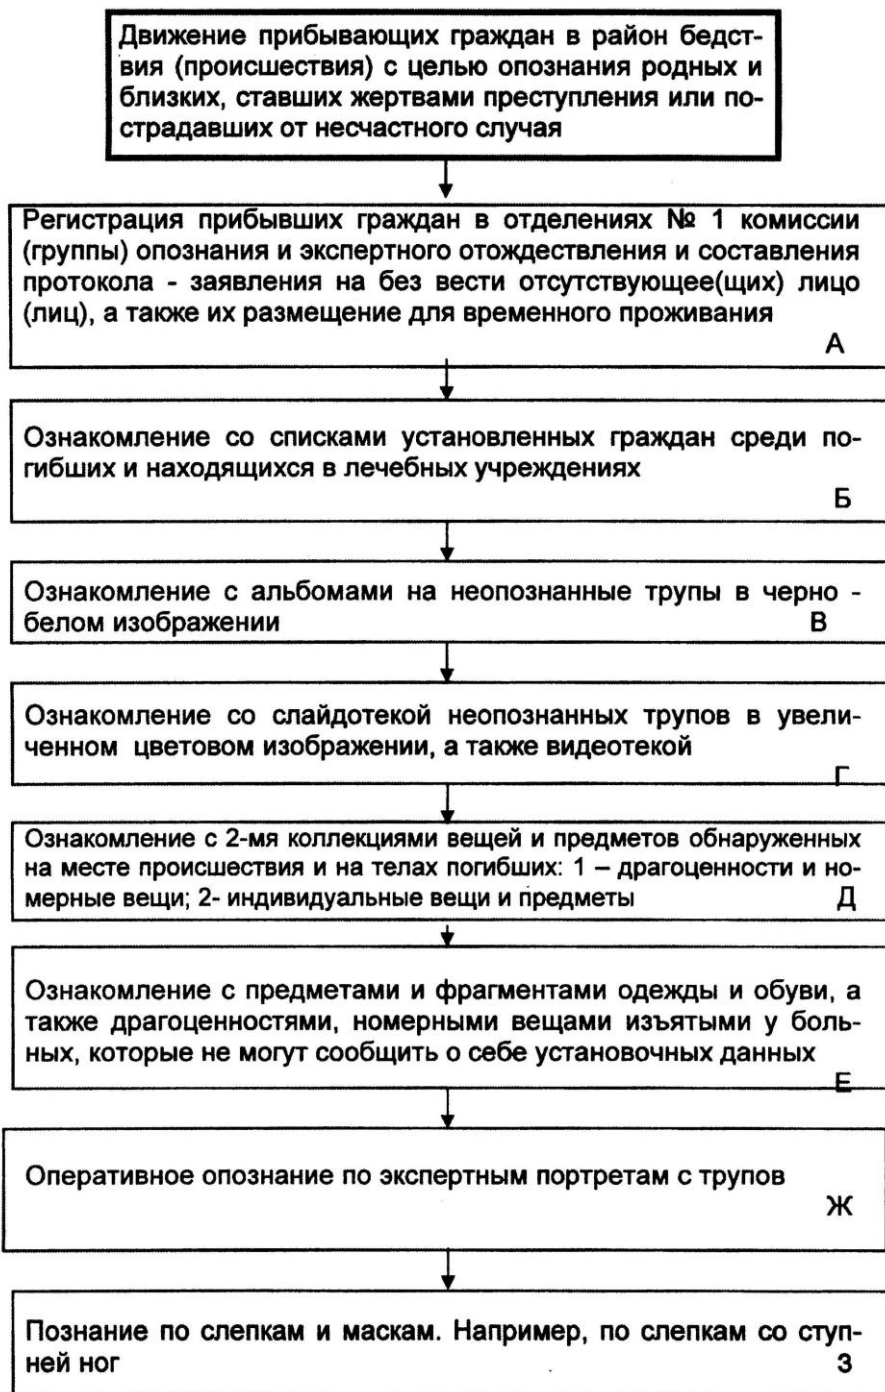 Движение прибывающих граждан в район бедст-
вия (происшествия) с целью опознания родных и
близких, ставших жертвами преступления или по-
страдавших от несчастного случая
Регистрация прибывших граждан в отделениях № 1 комиссии
(группы) опознания и экспертного отождествления и составления
протокола - заявления на без вести отсутствующее(щих) лицо
(лиц), а также их размещение для временного проживания
А
Ознакомление со списками установленных граждан среди по-
гибших и находящихся в лечебных учреждениях
Б
Ознакомление с альбомами на неопознанные трупы в черно -
белом изображении В
Ознакомление со слайдотекой неопознанных трупов в увели-
ченном цветовом изображении, а также видеотекой
Г
Ознакомление с 2-мя коллекциями вещей и предметов обнаруженных
на месте происшествия и на телах погибших: 1 – драгоценности и но-
мерные вещи; 2- индивидуальные вещи и предметы Д
Ознакомление с предметами и фрагментами одежды и обуви, а
также драгоценностями, номерными вещами изъятыми у боль-
ных, которые не могут сообщить о себе установочных данных
Е
Оперативное опознание по экспертным портретам с трупов
Ж
Познание по слепкам и маскам. Например, по слепкам со ступ-
ней ног З